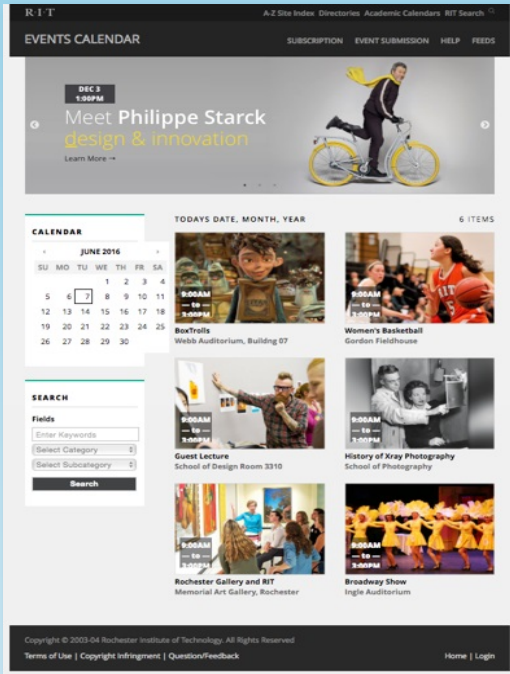 R·I·T
A-Z Site Index Directories Academic Calendars RIT Search
EVENTS CALENDAR
SUBSCRIPTION EVENT SUBMISSION HELP FEEDS
DEC 3
1:00PM
Meet Philippe Starck
design & innovation
Learn More →
CALENDAR
‹ JUNE 2016 ›
SU MO TU WE TH FR SA
1 2 3 4
5 6 7 8 9 10 11
12 13 14 15 16 17 18
19 20 21 22 23 24 25
26 27 28 29 30
SEARCH
Fields
Enter Keywords
Select Category
Select Subcategory
Search
TODAYS DATE, MONTH, YEAR
6 ITEMS
9:00AM
— to —
3:00PM
BoxTrolls
Webb Auditorium, Buildng 07
9:00AM
— to —
3:00PM
Women's Basketball
Gordon Fieldhouse
9:00AM
— to —
3:00PM
Guest Lecture
School of Design Room 3310
9:00AM
— to —
3:00PM
History of Xray Photography
School of Photography
9:00AM
— to —
3:00PM
Rochester Gallery and RIT
Memorial Art Gallery, Rochester
9:00AM
— to —
3:00PM
Broadway Show
Ingle Auditorium
Copyright © 2003-04 Rochester Institute of Technology. All Rights Reserved
Terms of Use | Copyright Infringment | Question/Feedback
Home | Login